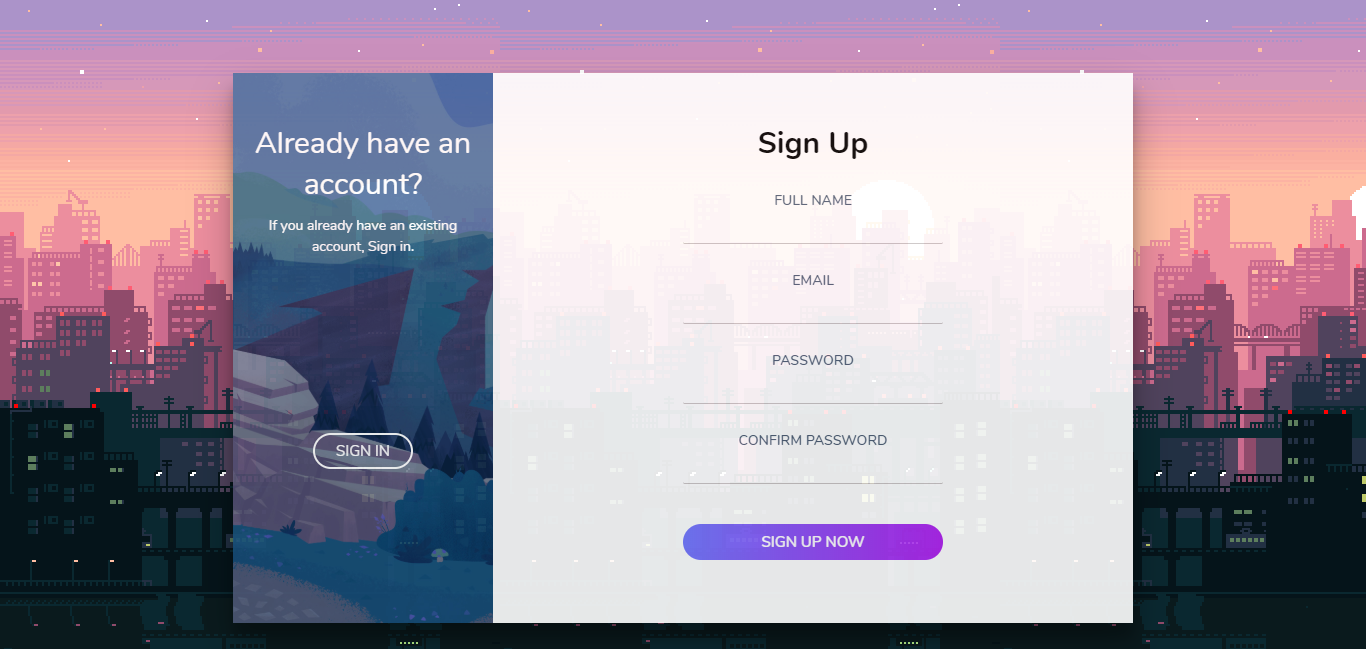 Already have an
account?
If you already have an existing
account, Sign in.
SIGN IN
Sign Up
FULL NAME
EMAIL
PASSWORD
CONFIRM PASSWORD
SIGN UP NOW